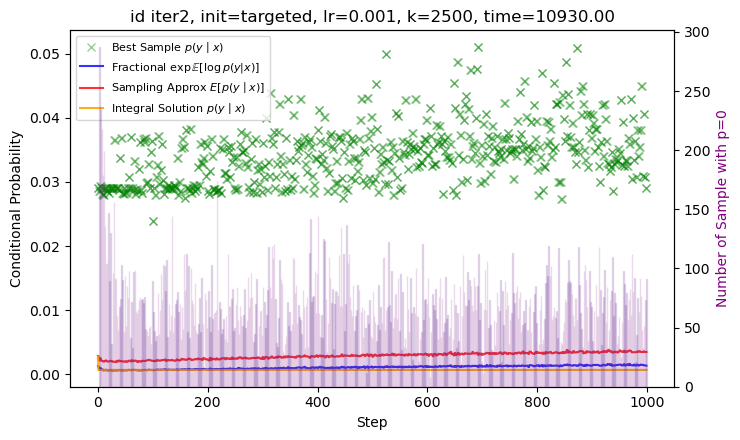 id iter2, init=targeted, lr=0.001, k=2500, time=10930.00
Best Sample p(y | x)
Fractional exp𝔼[log p(y|x)]
Sampling Approx E[p(y | x)]
Integral Solution p(y | x)
Conditional Probability
0.05
0.04
0.03
0.02
0.01
0.00
300
250
200
150
100
50
0
Number of Sample with p=0
0 200 400 600 800 1000
Step